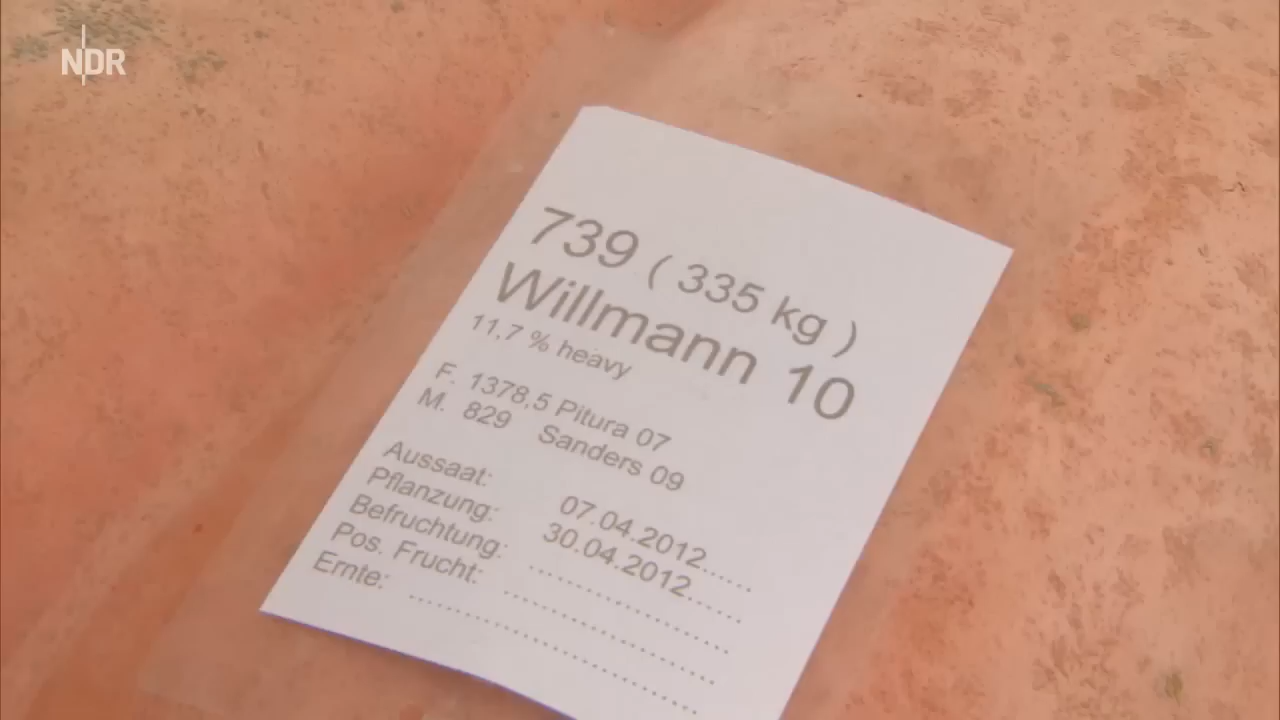 NDR
739 ( 335 kg )
Willmann 10
11,7 % heavy
F. 1378,5 Pitura 07
M. 829 Sanders 09
Aussaat: 07.04.2012......
Pflanzung: 30.04.2012......
Befruchtung: ........................
Pos. Frucht: .........................
Ernte: ..................................